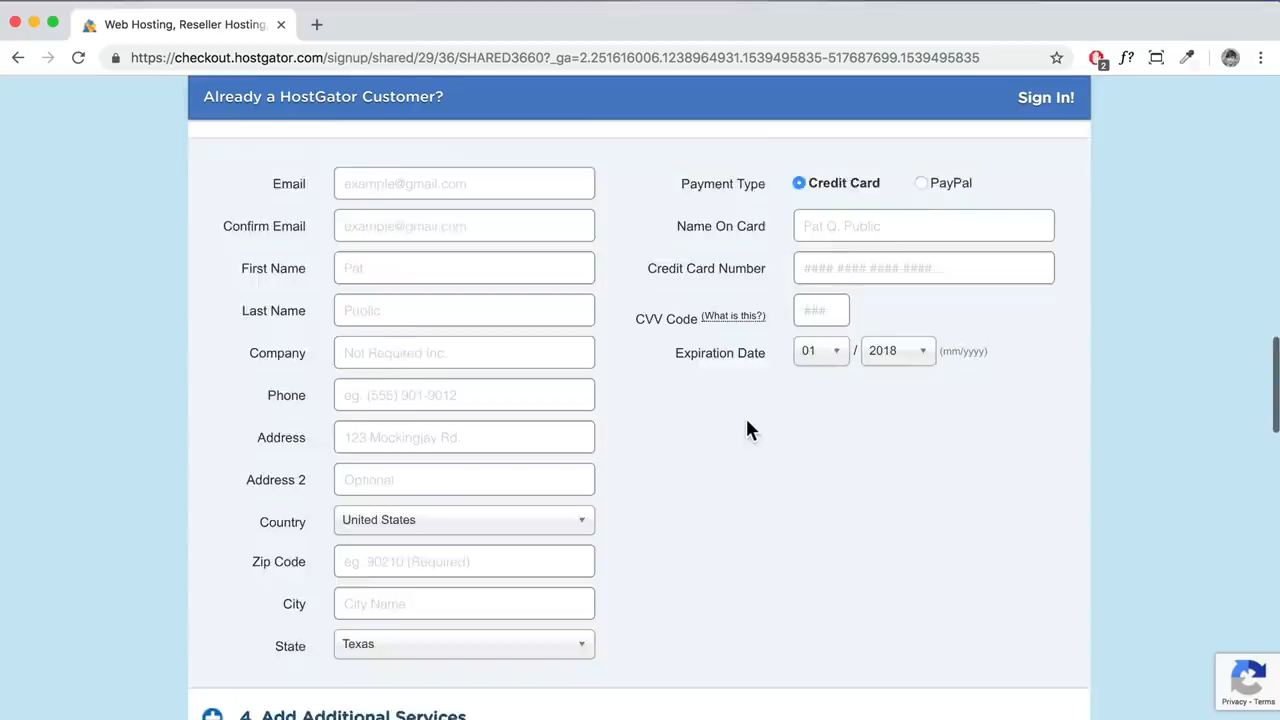 Web Hosting, Reseller Hosting,
https://checkout.hostgator.com/signup/shared/29/36/SHARED3660?_ga=2.251616006.1238964931.1539495835-517687699.1539495835
2
f?
Already a HostGator Customer?
Sign In!
Email
example@gmail.com
Confirm Email
example@gmail.com
First Name
Pat
Last Name
Public
Company
Not Required Inc.
Phone
eg. (555) 901-9012
Address
123 Mockingjay Rd.
Address 2
Optional
Country
United States
Zip Code
eg. 90210 (Required)
City
City Name
State
Texas
Payment Type
Credit Card
PayPal
Name On Card
Pat Q. Public
Credit Card Number
#### #### #### ####...
CVV Code (What is this?)
###
Expiration Date
01 / 2018 (mm/yyyy)
4. Add Additional Services
Privacy - Terms